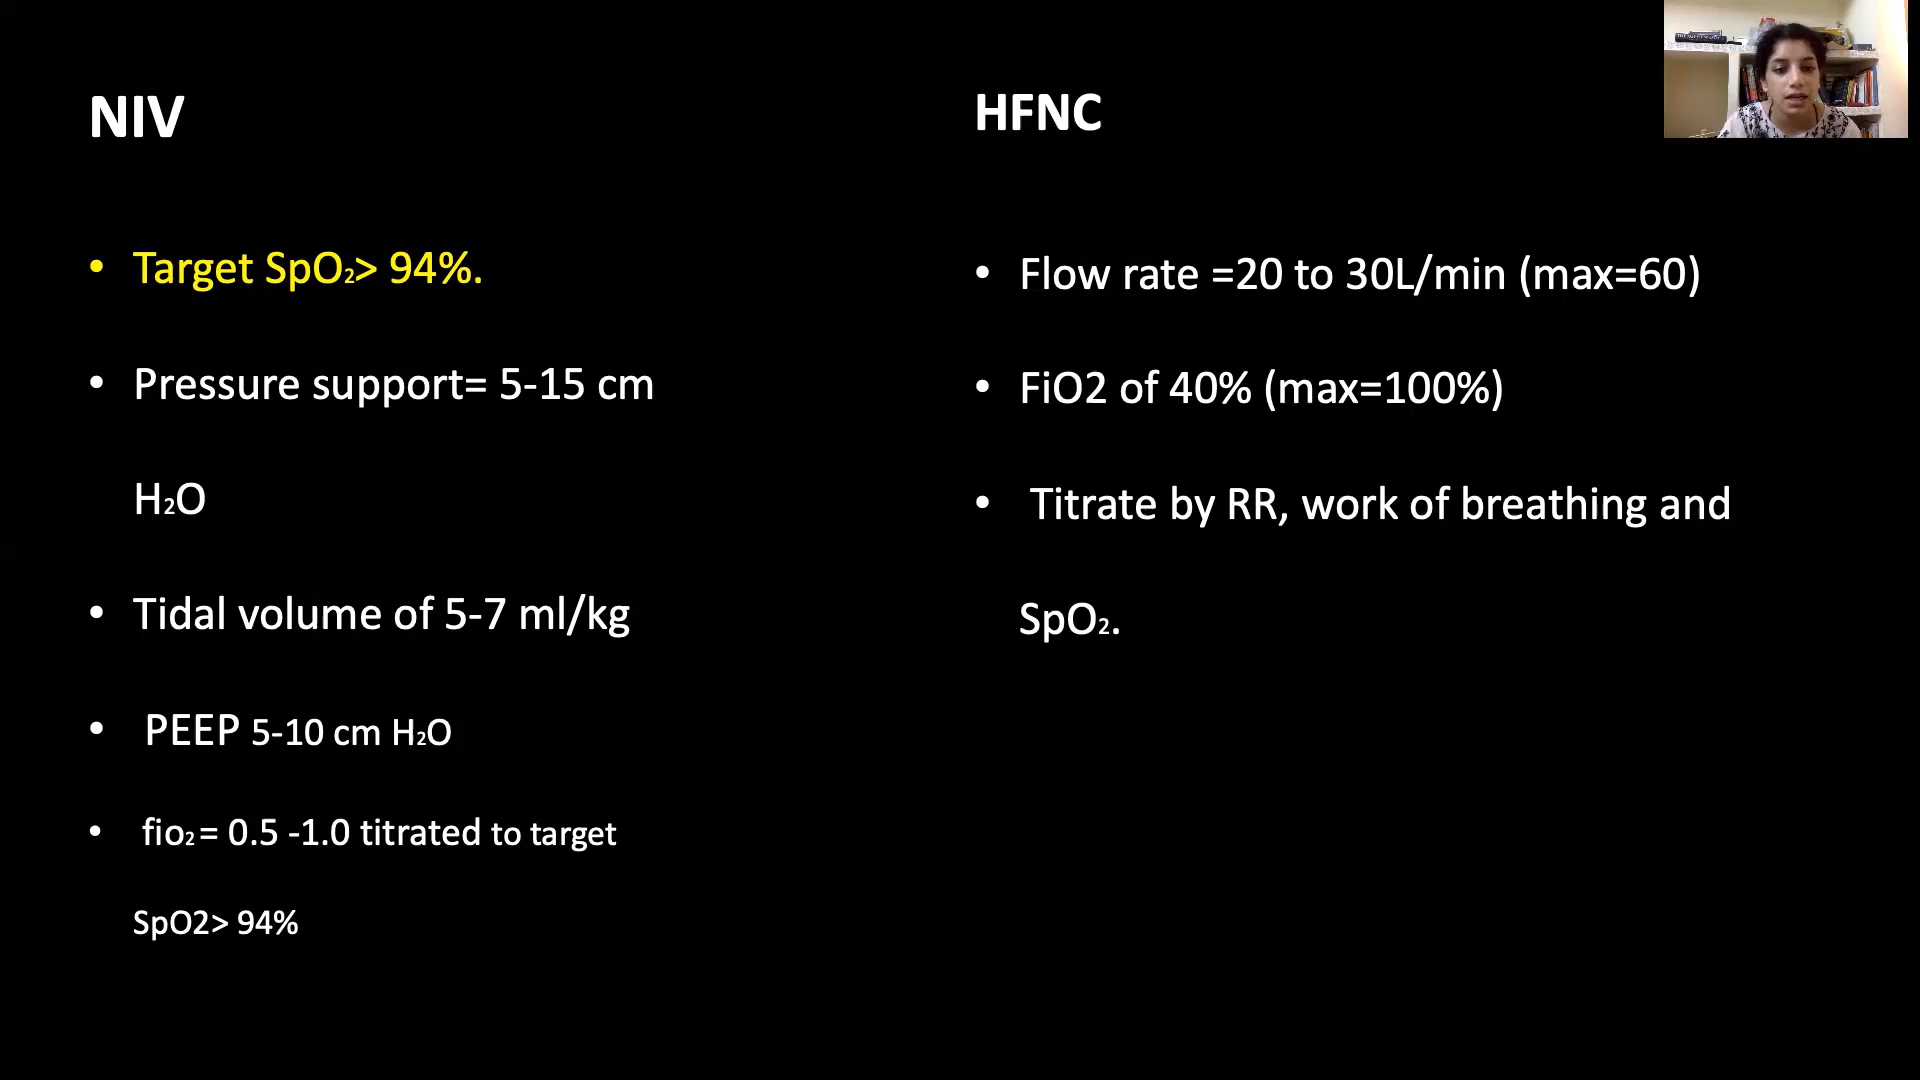 NIV
• Target SpO₂> 94%.
• Pressure support= 5-15 cm
H₂O
• Tidal volume of 5-7 ml/kg
• PEEP 5-10 cm H₂O
• fio₂= 0.5 -1.0 titrated to target
SpO2> 94%
HFNC
• Flow rate =20 to 30L/min (max=60)
• FiO2 of 40% (max=100%)
• Titrate by RR, work of breathing and
SpO₂.